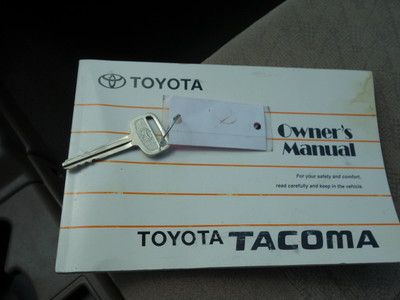 TOYOTA
Owner's
Manual
For your safety and comfort,
read carefully and keep in the vehicle.
TOYOTA TACOMA